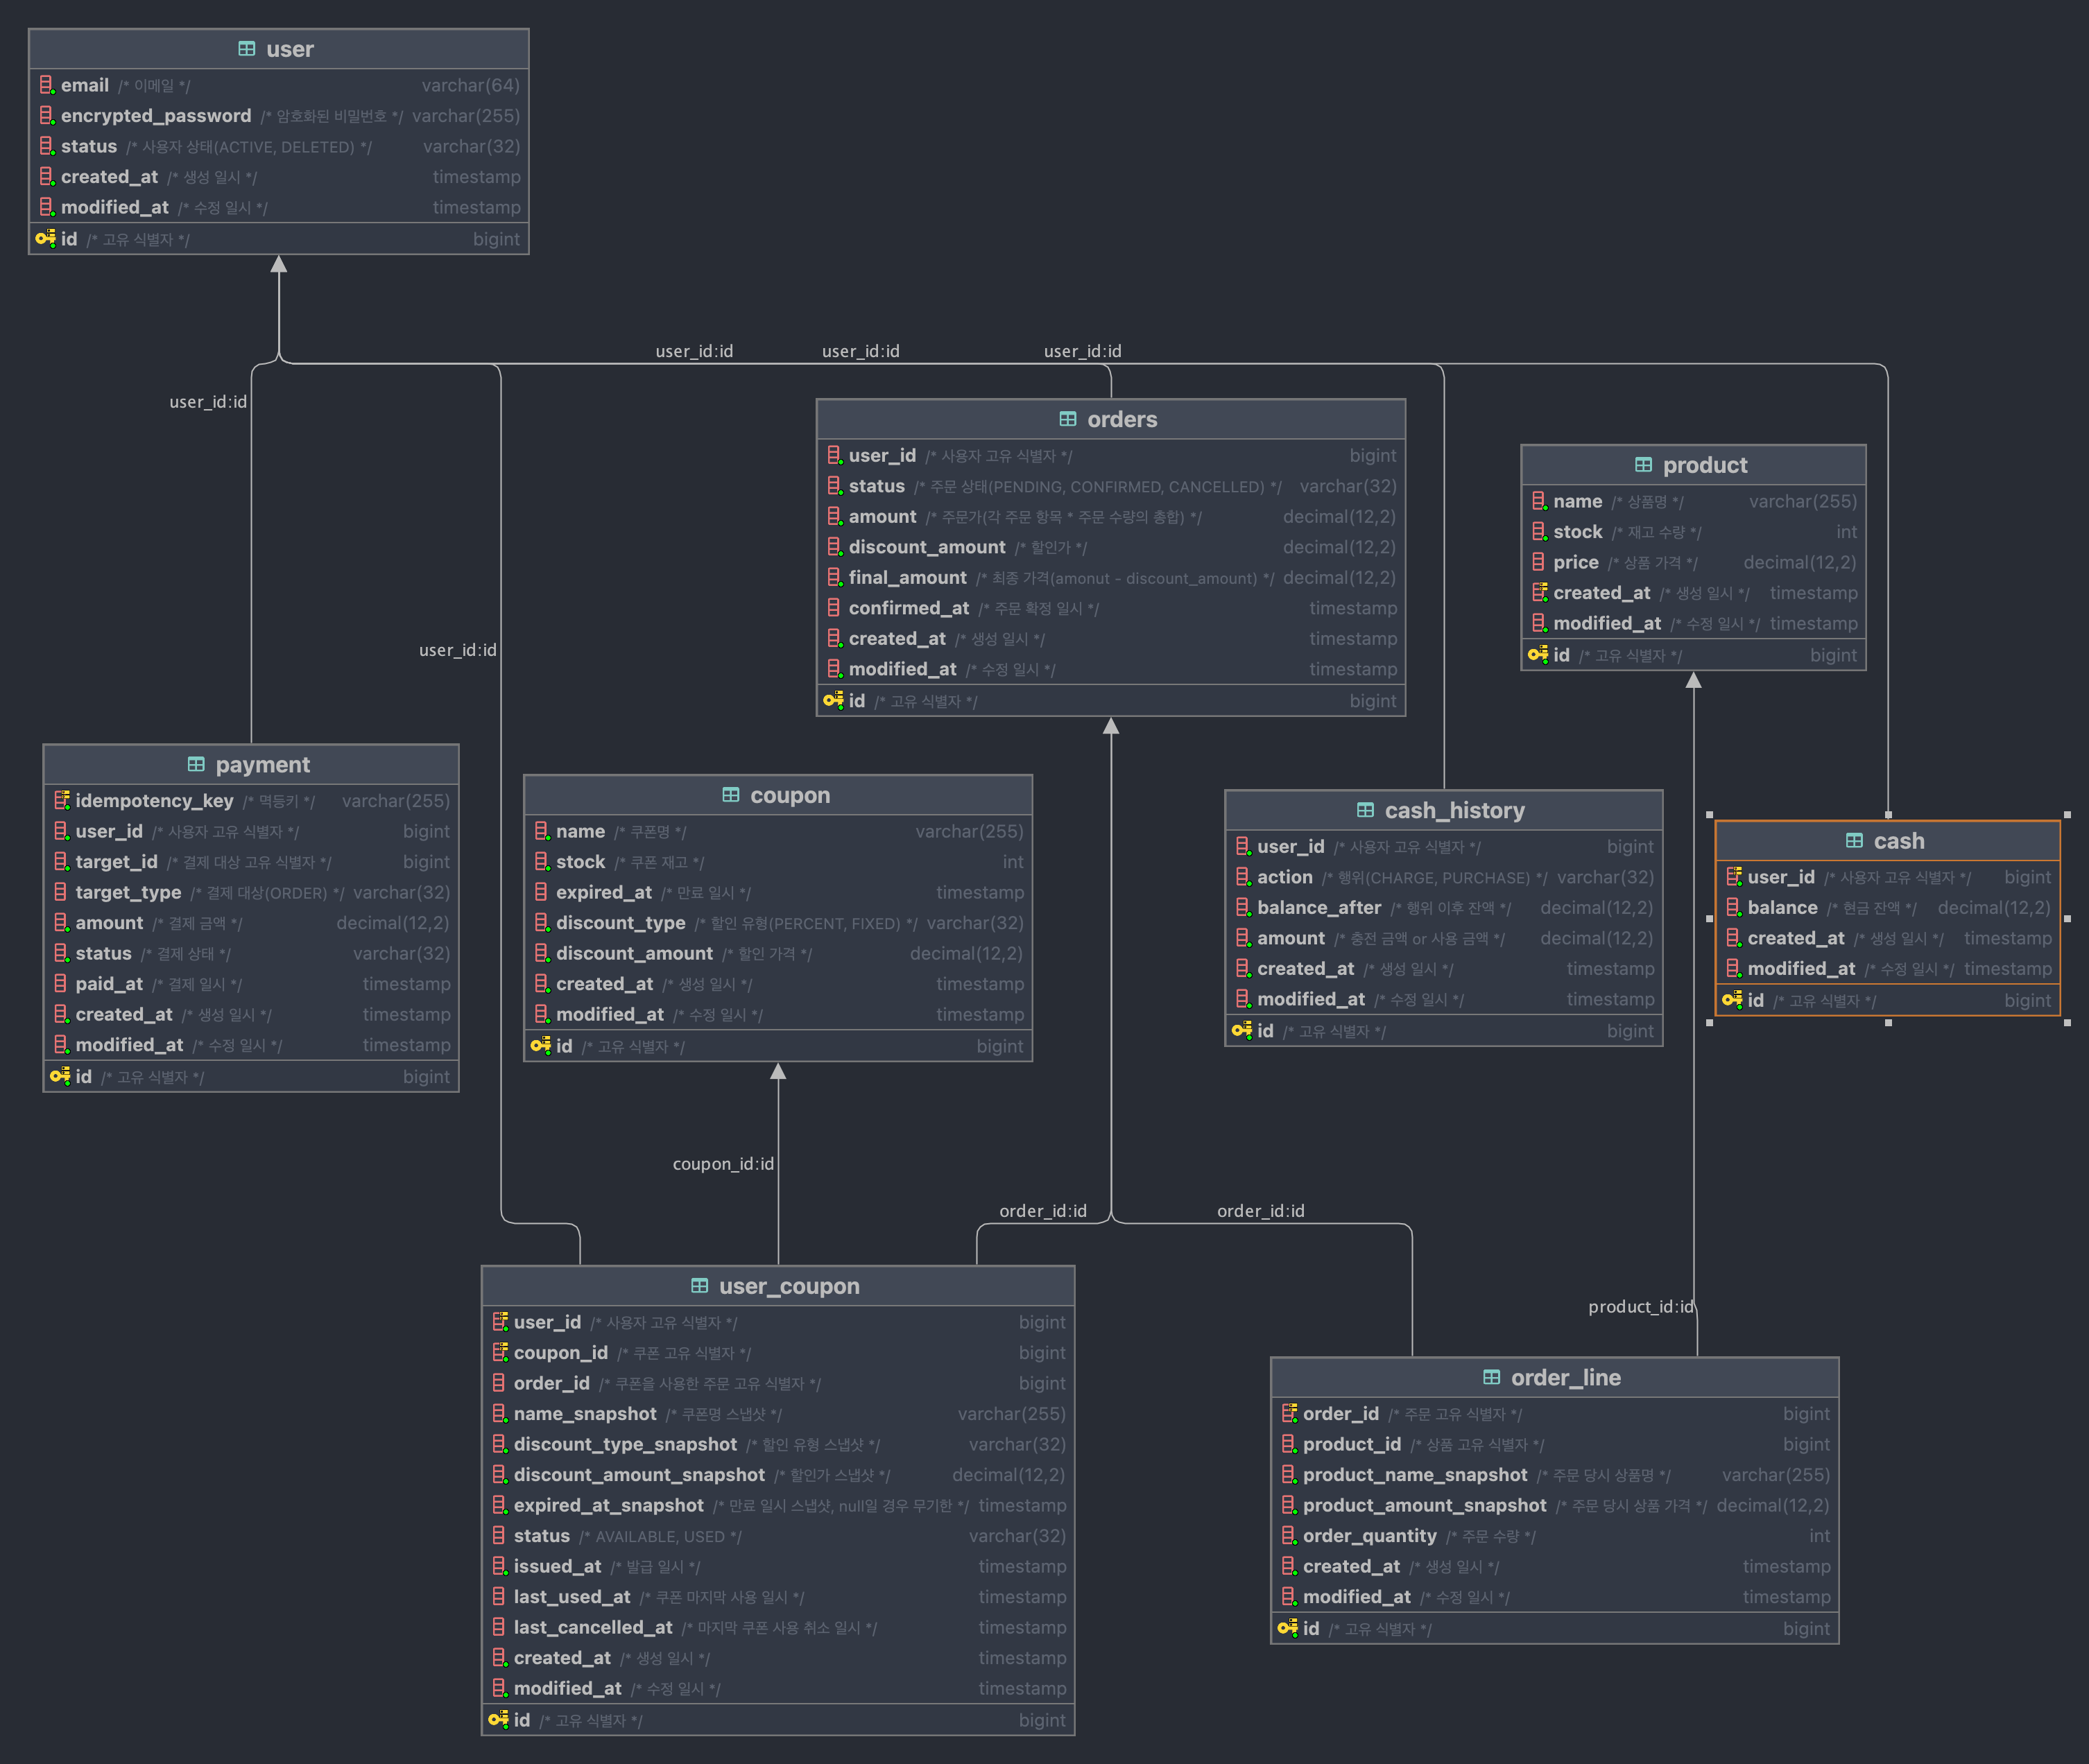 user
email /* 이메일 */ varchar(64)
encrypted_password /* 암호화된 비밀번호 */ varchar(255)
status /* 사용자 상태(ACTIVE, DELETED) */ varchar(32)
created_at /* 생성 일시 */ timestamp
modified_at /* 수정 일시 */ timestamp
id /* 고유 식별자 */ bigint
user_id:id
user_id:id
user_id:id
user_id:id
user_id:id
orders
user_id /* 사용자 고유 식별자 */ bigint
status /* 주문 상태(PENDING, CONFIRMED, CANCELLED) */ varchar(32)
amount /* 주문가(각 주문 항목 * 주문 수량의 총합) */ decimal(12,2)
discount_amount /* 할인가 */ decimal(12,2)
final_amount /* 최종 가격(amonut - discount_amount) */ decimal(12,2)
confirmed_at /* 주문 확정 일시 */ timestamp
created_at /* 생성 일시 */ timestamp
modified_at /* 수정 일시 */ timestamp
id /* 고유 식별자 */ bigint
product
name /* 상품명 */ varchar(255)
stock /* 재고 수량 */ int
price /* 상품 가격 */ decimal(12,2)
created_at /* 생성 일시 */ timestamp
modified_at /* 수정 일시 */ timestamp
id /* 고유 식별자 */ bigint
payment
idempotency_key /* 멱등키 */ varchar(255)
user_id /* 사용자 고유 식별자 */ bigint
target_id /* 결제 대상 고유 식별자 */ bigint
target_type /* 결제 대상(ORDER) */ varchar(32)
amount /* 결제 금액 */ decimal(12,2)
status /* 결제 상태 */ varchar(32)
paid_at /* 결제 일시 */ timestamp
created_at /* 생성 일시 */ timestamp
modified_at /* 수정 일시 */ timestamp
id /* 고유 식별자 */ bigint
coupon
name /* 쿠폰명 */ varchar(255)
stock /* 쿠폰 재고 */ int
expired_at /* 만료 일시 */ timestamp
discount_type /* 할인 유형(PERCENT, FIXED) */ varchar(32)
discount_amount /* 할인 가격 */ decimal(12,2)
created_at /* 생성 일시 */ timestamp
modified_at /* 수정 일시 */ timestamp
id /* 고유 식별자 */ bigint
cash_history
user_id /* 사용자 고유 식별자 */ bigint
action /* 행위(CHARGE, PURCHASE) */ varchar(32)
balance_after /* 행위 이후 잔액 */ decimal(12,2)
amount /* 충전 금액 or 사용 금액 */ decimal(12,2)
created_at /* 생성 일시 */ timestamp
modified_at /* 수정 일시 */ timestamp
id /* 고유 식별자 */ bigint
cash
user_id /* 사용자 고유 식별자 */ bigint
balance /* 현금 잔액 */ decimal(12,2)
created_at /* 생성 일시 */ timestamp
modified_at /* 수정 일시 */ timestamp
id /* 고유 식별자 */ bigint
coupon_id:id
order_id:id
order_id:id
product_id:id
user_coupon
user_id /* 사용자 고유 식별자 */ bigint
coupon_id /* 쿠폰 고유 식별자 */ bigint
order_id /* 쿠폰을 사용한 주문 고유 식별자 */ bigint
name_snapshot /* 쿠폰명 스냅샷 */ varchar(255)
discount_type_snapshot /* 할인 유형 스냅샷 */ varchar(32)
discount_amount_snapshot /* 할인가 스냅샷 */ decimal(12,2)
expired_at_snapshot /* 만료 일시 스냅샷, null일 경우 무기한 */ timestamp
status /* AVAILABLE, USED */ varchar(32)
issued_at /* 발급 일시 */ timestamp
last_used_at /* 쿠폰 마지막 사용 일시 */ timestamp
last_cancelled_at /* 마지막 쿠폰 사용 취소 일시 */ timestamp
created_at /* 생성 일시 */ timestamp
modified_at /* 수정 일시 */ timestamp
id /* 고유 식별자 */ bigint
order_line
order_id /* 주문 고유 식별자 */ bigint
product_id /* 상품 고유 식별자 */ bigint
product_name_snapshot /* 주문 당시 상품명 */ varchar(255)
product_amount_snapshot /* 주문 당시 상품 가격 */ decimal(12,2)
order_quantity /* 주문 수량 */ int
created_at /* 생성 일시 */ timestamp
modified_at /* 수정 일시 */ timestamp
id /* 고유 식별자 */ bigint